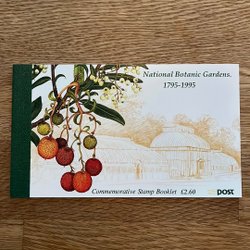 National Botanic Gardens.
1795-1995
Commemorative Stamp Booklet £2.60
post